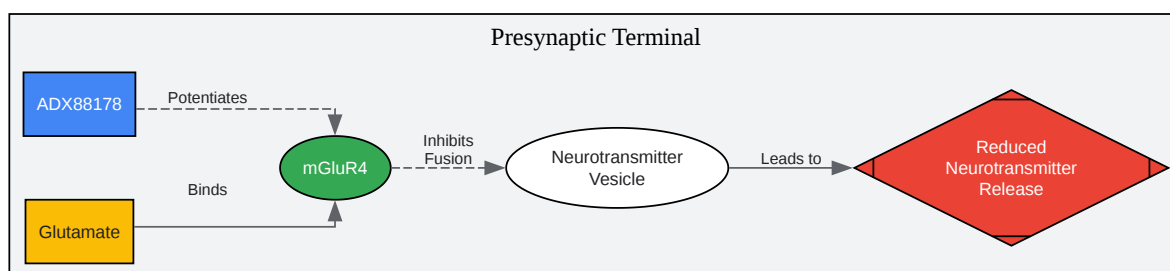 Presynaptic Terminal
ADX88178
Potentiates
mGluR4
Inhibits
Fusion
Neurotransmitter
Vesicle
Leads to
Reduced
Neurotransmitter
Release
Binds
Glutamate